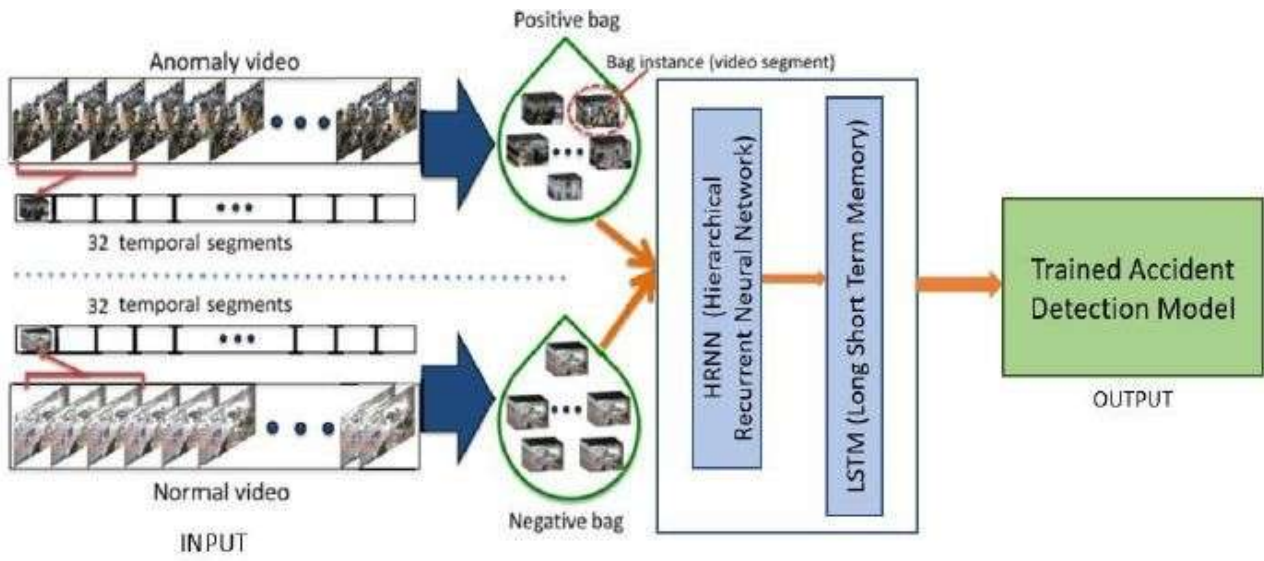 Positive bag
Anomaly video
Bag instance (video segment)
32 temporal segments
32 temporal segments
Normal video
Negative bag
INPUT
HRNN (Hierarchical
Recurrent Neural Network)
LSTM (Long Short Term Memory)
Trained Accident
Detection Model
OUTPUT